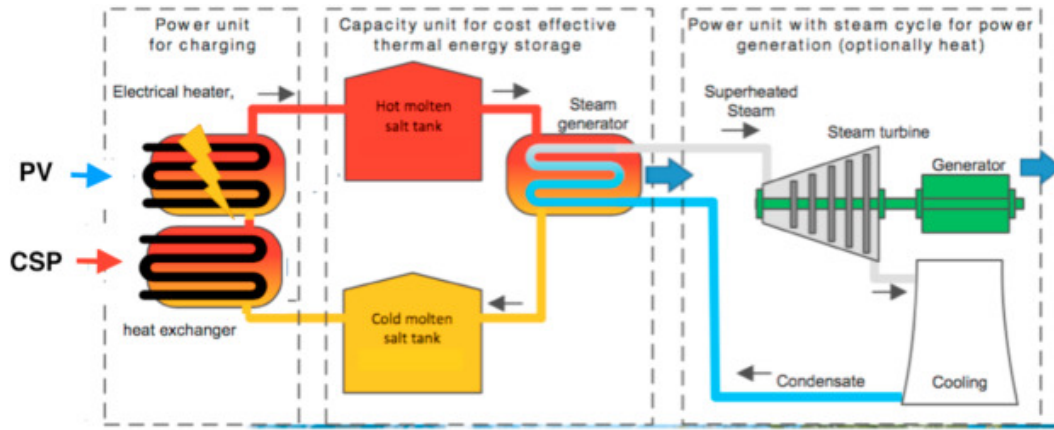 Power unit
for charging
Capacity unit for cost effective
thermal energy storage
Power unit with steam cycle for power
generation (optionally heat)
Electrical heater,
Hot molten
salt tank
Steam
generator
Superheated
Steam
Steam turbine
Generator
PV
CSP
heat exchanger
Cold molten
salt tank
Condensate
Cooling